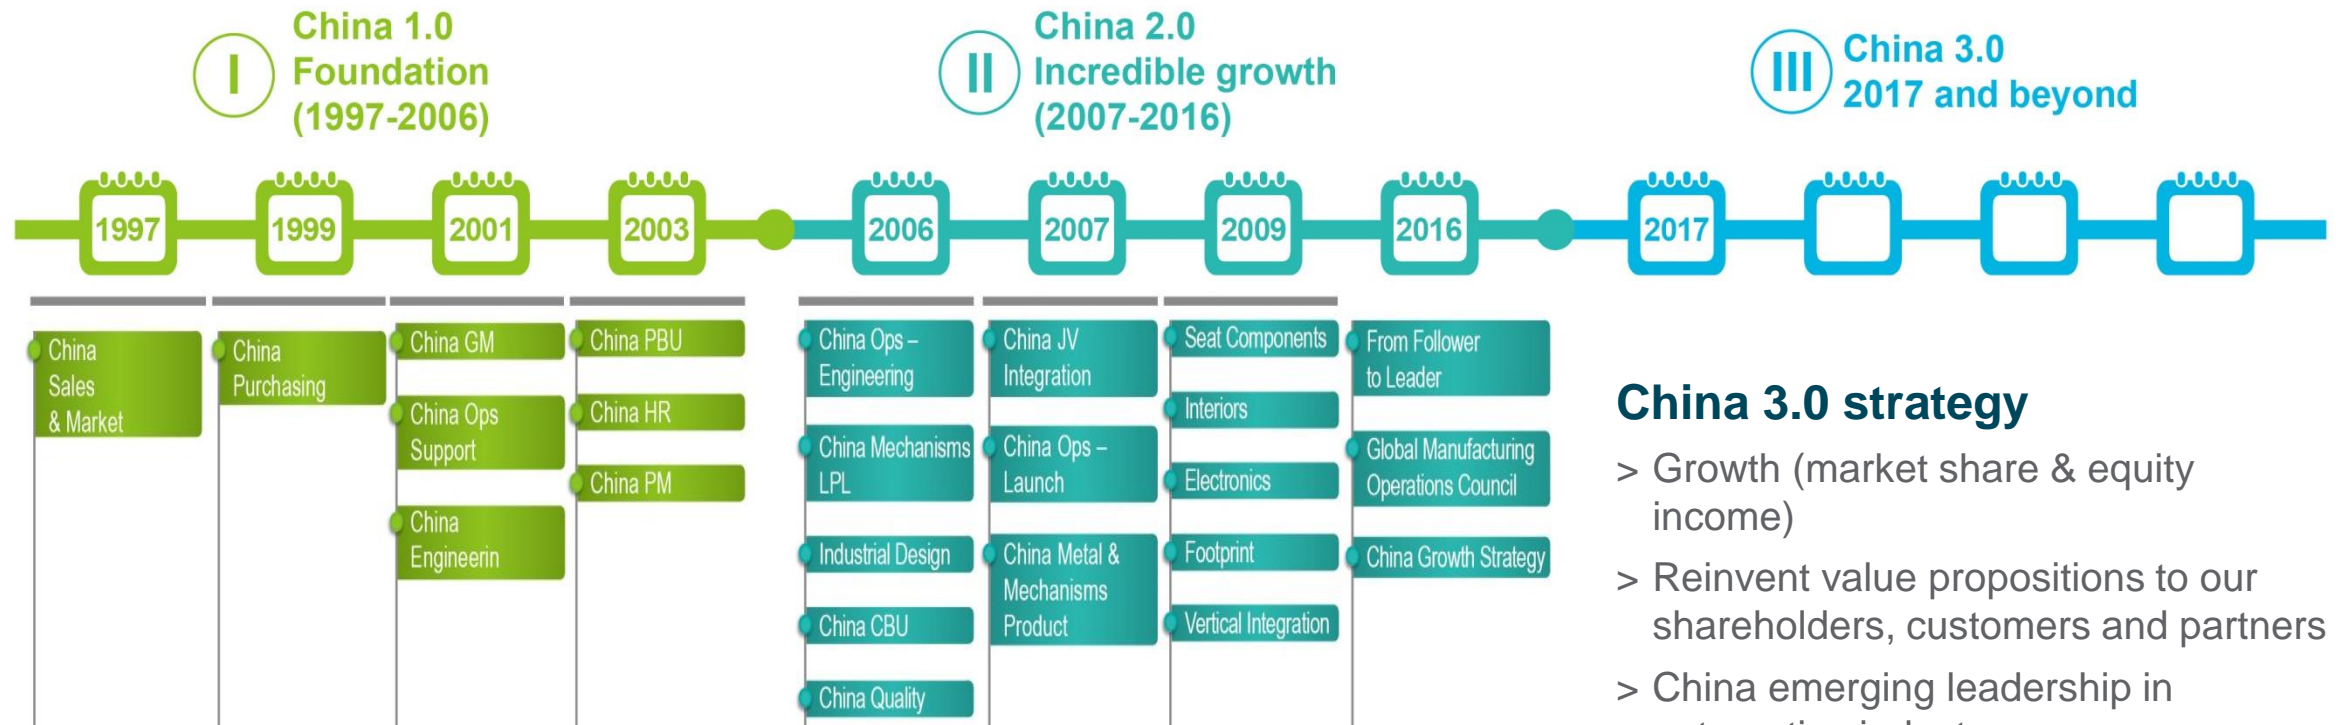 I
China 1.0
Foundation
(1997-2006)
II
China 2.0
Incredible growth
(2007-2016)
III
China 3.0
2017 and beyond
1997
1999
2001
2003
2006
2007
2009
2016
2017
China
Sales
& Market
China
Purchasing
China GM
China Ops
Support
China
Engineerin
China PBU
China HR
China PM
China Ops –
Engineering
China Mechanisms
LPL
Industrial Design
China CBU
China Quality
China JV
Integration
China Ops –
Launch
China Metal &
Mechanisms
Product
Seat Components
Interiors
Electronics
Footprint
Vertical Integration
From Follower
to Leader
Global Manufacturing
Operations Council
China Growth Strategy
China 3.0 strategy
> Growth (market share & equity
income)
> Reinvent value propositions to our
shareholders, customers and partners
> China emerging leadership in